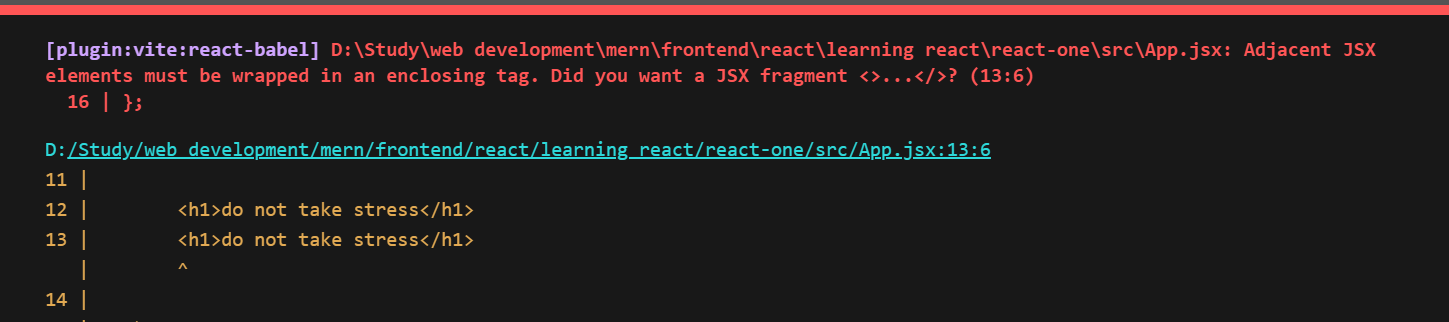 [plugin:vite:react-babel] D:\Study\web development\mern\frontend\react\learning react\react-one\src\App.jsx: Adjacent JSX
elements must be wrapped in an enclosing tag. Did you want a JSX fragment <>...</>? (13:6)
  16 | };
D:/Study/web development/mern/frontend/react/learning react/react-one/src/App.jsx:13:6
11 |
12 |        <h1>do not take stress</h1>
13 |        <h1>do not take stress</h1>
   |        ^
14 |